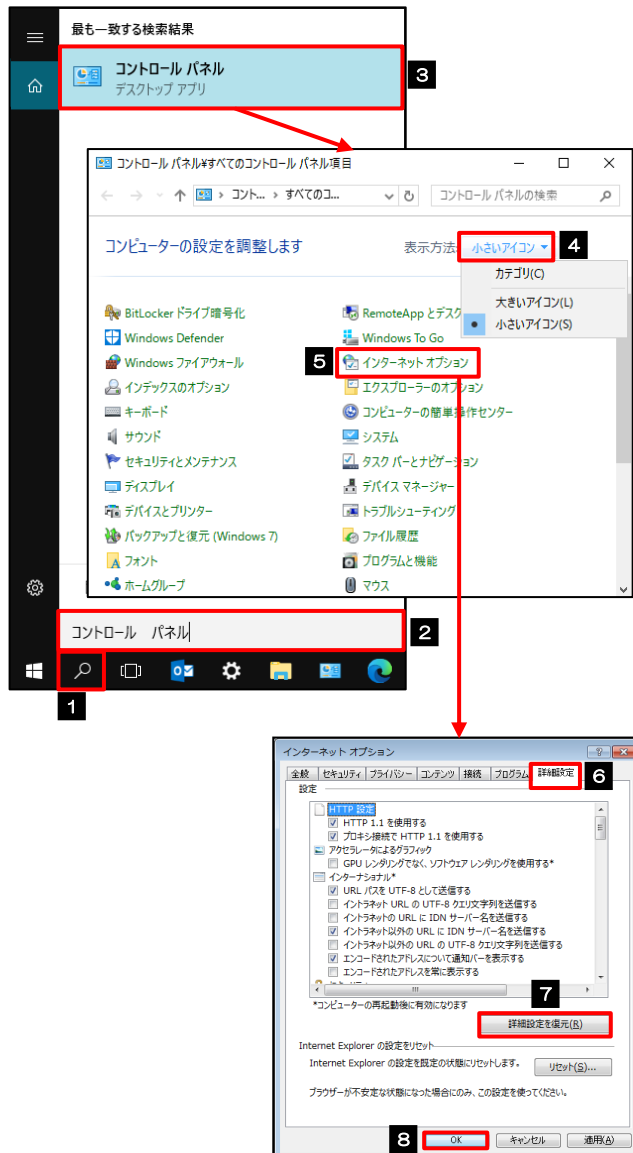 最も一致する検索結果
コントロール パネル
デスクトップ アプリ
3
コントロール パネル¥すべてのコントロール パネル項目
コント... › すべてのコ...
コントロール パネルの検索
コンピューターの設定を調整します
表示方法:
小さいアイコン
4
カテゴリ(C)
大きいアイコン(L)
小さいアイコン(S)
BitLocker ドライブ暗号化
RemoteApp とデスク
Windows Defender
Windows To Go
Windows ファイアウォール
5
インターネット オプション
インデックスのオプション
エクスプローラーのオプション
キーボード
コンピューターの簡単操作センター
サウンド
システム
セキュリティとメンテナンス
タスク バーとナビゲーション
ディスプレイ
デバイス マネージャー
デバイスとプリンター
トラブルシューティング
バックアップと復元 (Windows 7)
ファイル履歴
フォント
プログラムと機能
ホームグループ
マウス
コントロール　パネル
2
1
インターネット オプション
全般 セキュリティ プライバシー コンテンツ 接続 プログラム 詳細設定
6
設定
HTTP 設定
HTTP 1.1 を使用する
プロキシ接続で HTTP 1.1 を使用する
アクセラレータによるグラフィック
GPU レンダリングでなく、ソフトウェア レンダリングを使用する*
インターナショナル*
URL パスを UTF-8 として送信する
イントラネット URL の UTF-8 クエリ文字列を送信する
イントラネットの URL に IDN サーバー名を送信する
イントラネット以外の URL に IDN サーバー名を送信する
イントラネット以外の URL の UTF-8 クエリ文字列を送信する
エンコードされたアドレスについて通知バーを表示する
エンコードされたアドレスを常に表示する
*コンピューターの再起動後に有効になります
7
詳細設定を復元(R)
Internet Explorer の設定をリセット
Internet Explorer の設定を既定の状態にリセットします。
リセット(S)...
ブラウザーが不安定な状態になった場合にのみ、この設定を使ってください。
8
OK
キャンセル
適用(A)